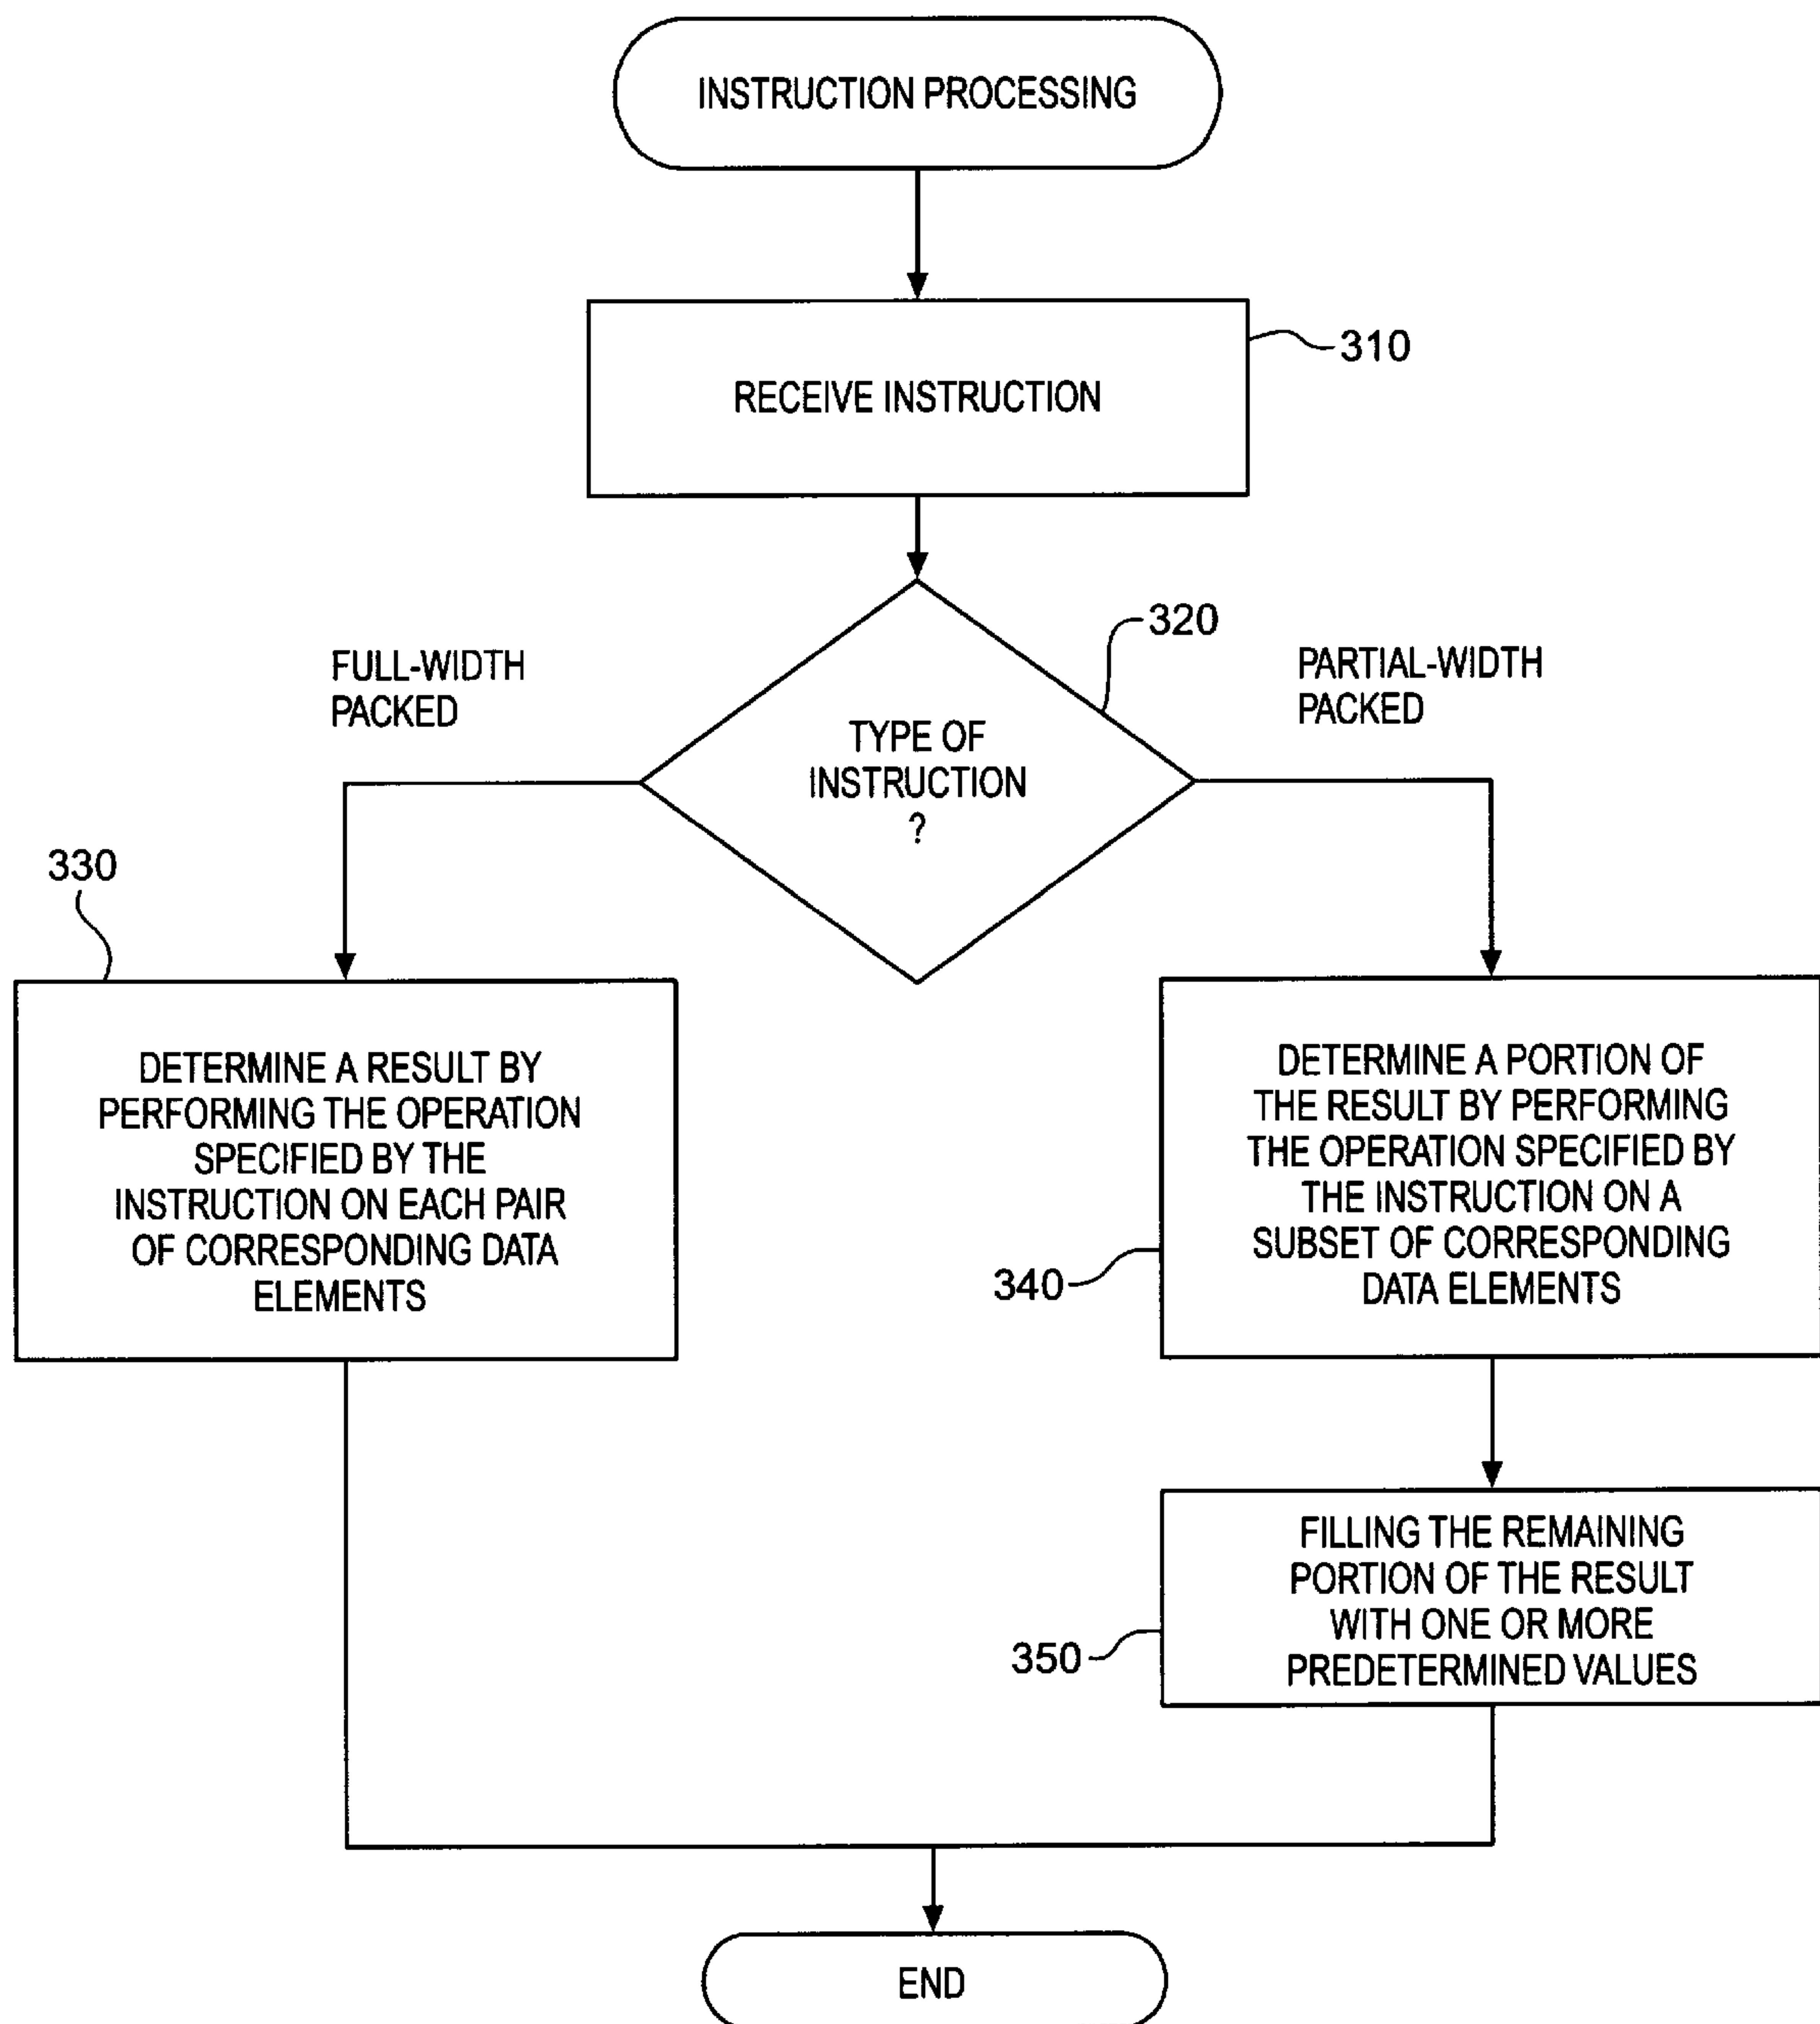 INSTRUCTION PROCESSING
310
RECEIVE INSTRUCTION
320
FULL-WIDTH
PACKED
PARTIAL-WIDTH
PACKED
TYPE OF
INSTRUCTION
?
330
DETERMINE A RESULT BY
PERFORMING THE OPERATION
SPECIFIED BY THE
INSTRUCTION ON EACH PAIR
OF CORRESPONDING DATA
ELEMENTS
DETERMINE A PORTION OF
THE RESULT BY PERFORMING
THE OPERATION SPECIFIED BY
THE INSTRUCTION ON A
SUBSET OF CORRESPONDING
DATA ELEMENTS
340
FILLING THE REMAINING
PORTION OF THE RESULT
WITH ONE OR MORE
PREDETERMINED VALUES
350
END